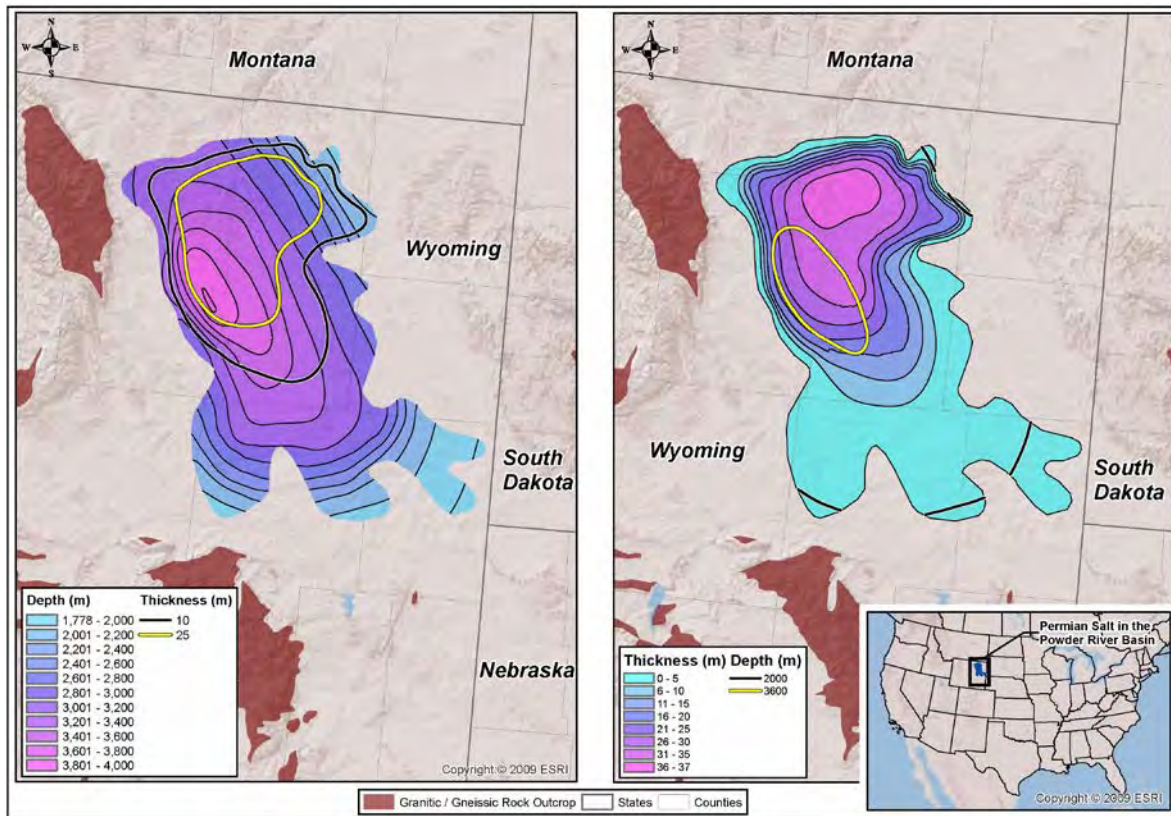 N
W E
S
Montana
Wyoming
South
Dakota
Nebraska
Depth (m)
1,778 - 2,000
2,001 - 2,200
2,201 - 2,400
2,401 - 2,600
2,601 - 2,800
2,801 - 3,000
3,001 - 3,200
3,201 - 3,400
3,401 - 3,600
3,601 - 3,800
3,801 - 4,000
Thickness (m)
10
25
Copyright © 2009 ESRI
N
W E
S
Montana
Wyoming
South
Dakota
Thickness (m)
0 - 5
6 - 10
11 - 15
16 - 20
21 - 25
26 - 30
31 - 35
36 - 37
Depth (m)
2000
3600
Permian Salt in the
Powder River Basin
Copyright © 2009 ESRI
Granitic / Gneissic Rock Outcrop
States
Counties